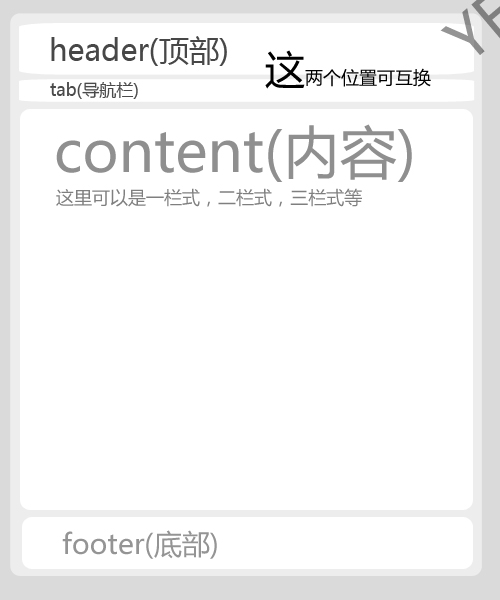 header(顶部)
这两个位置可互换
tab(导航栏)
content(内容)
这里可以是一栏式，二栏式，三栏式等
footer(底部)